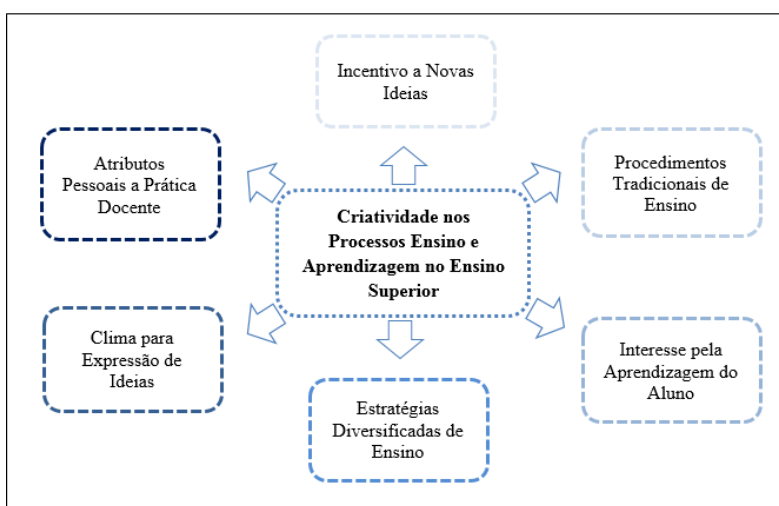 Incentivo a Novas
Ideias
Atributos
Pessoais a Prática
Docente
Procedimentos
Tradicionais de
Ensino
Criatividade nos
Processos Ensino e
Aprendizagem no Ensino
Superior
Clima para
Expressão de
Ideias
Interesse pela
Aprendizagem do
Aluno
Estratégias
Diversificadas de
Ensino